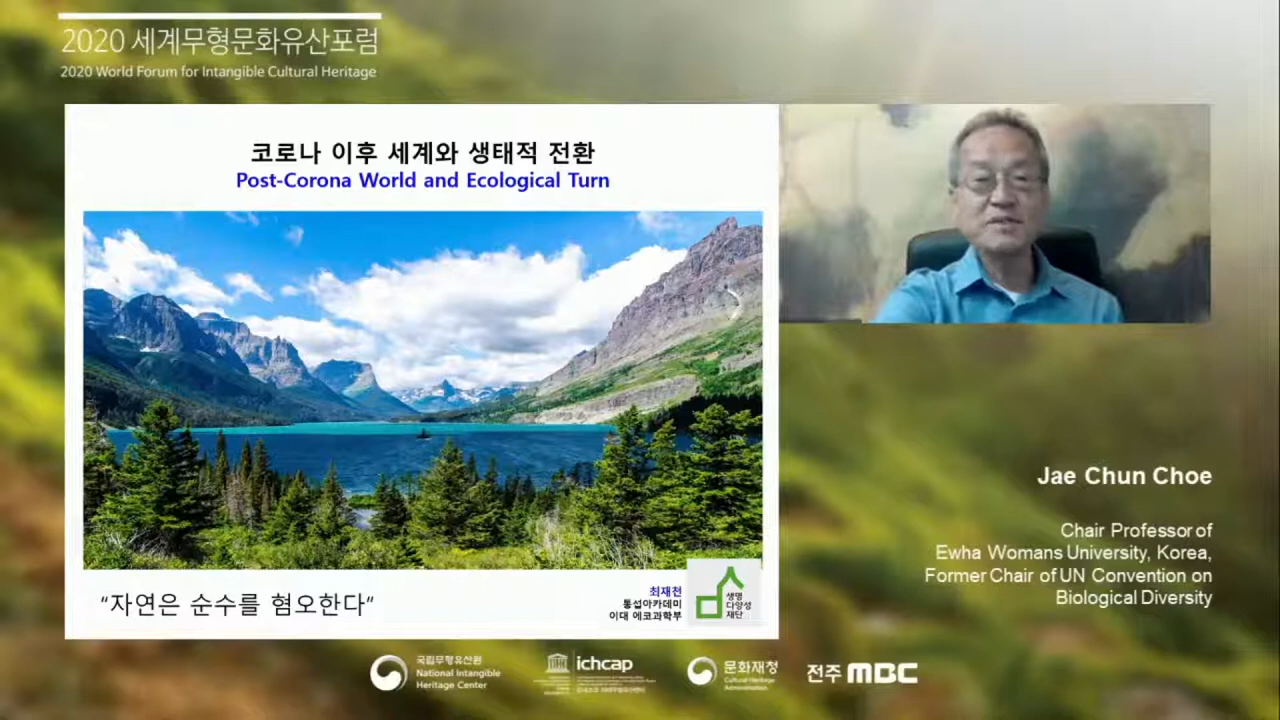 2020 세계무형문화유산포럼
2020 World Forum for Intangible Cultural Heritage
코로나 이후 세계와 생태적 전환
Post-Corona World and Ecological Turn
“자연은 순수를 혐오한다”
최재천
통섭아카데미
이대 에코과학부
생명
다양성
재단
Jae Chun Choe
Chair Professor of
Ewha Womans University, Korea,
Former Chair of UN Convention on
Biological Diversity
국립무형유산원
National Intangible
Heritage Center
ichcap
문화재청
Cultural Heritage
Administration
전주 MBC